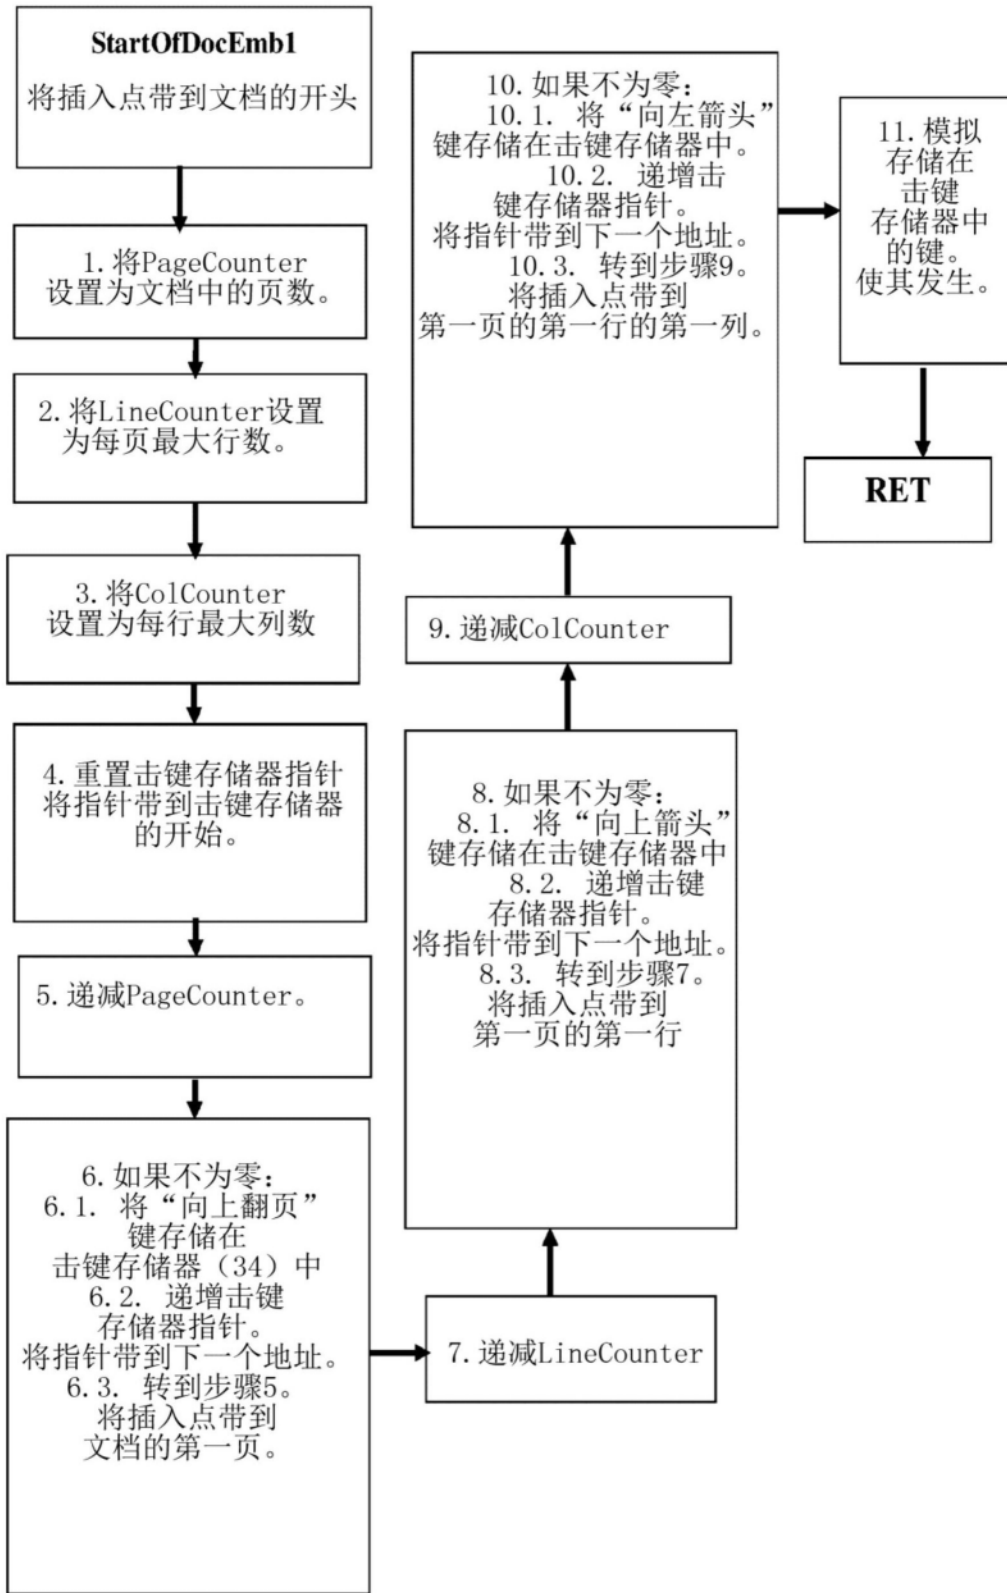 StartOfDocEmb1
将插入点带到文档的开头
1.将PageCounter
设置为文档中的页数。
2.将LineCounter设置
为每页最大行数。
3.将ColCounter
设置为每行最大列数
4.重置击键存储器指针
将指针带到击键存储器
的开始。
5.递减PageCounter。
6.如果不为零：
6.1. 将“向上翻页”
键存储在
击键存储器（34）中
6.2. 递增击键
存储器指针。
将指针带到下一个地址。
6.3. 转到步骤5。
将插入点带到
文档的第一页。
7.递减LineCounter
8.如果不为零：
8.1. 将“向上箭头”
键存储在击键存储器中
8.2. 递增击键
存储器指针。
将指针带到下一个地址。
8.3. 转到步骤7。
将插入点带到
第一页的第一行
9.递减ColCounter
10.如果不为零：
10.1. 将“向左箭头”
键存储在击键存储器中。
10.2. 递增击
键存储器指针。
将指针带到下一个地址。
10.3. 转到步骤9。
将插入点带到
第一页的第一行的第一列。
11.模拟
存储在
击键
存储器中
的键。
使其发生。
RET